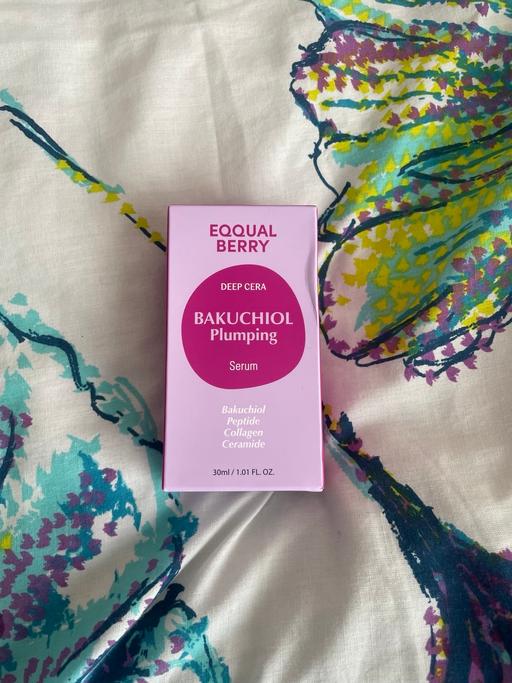 EQQUAL
BERRY
DEEP CERA
BAKUCHIOL
Plumping
Serum
Bakuchiol
Peptide
Collagen
Ceramide
30ml / 1.01 FL. OZ.